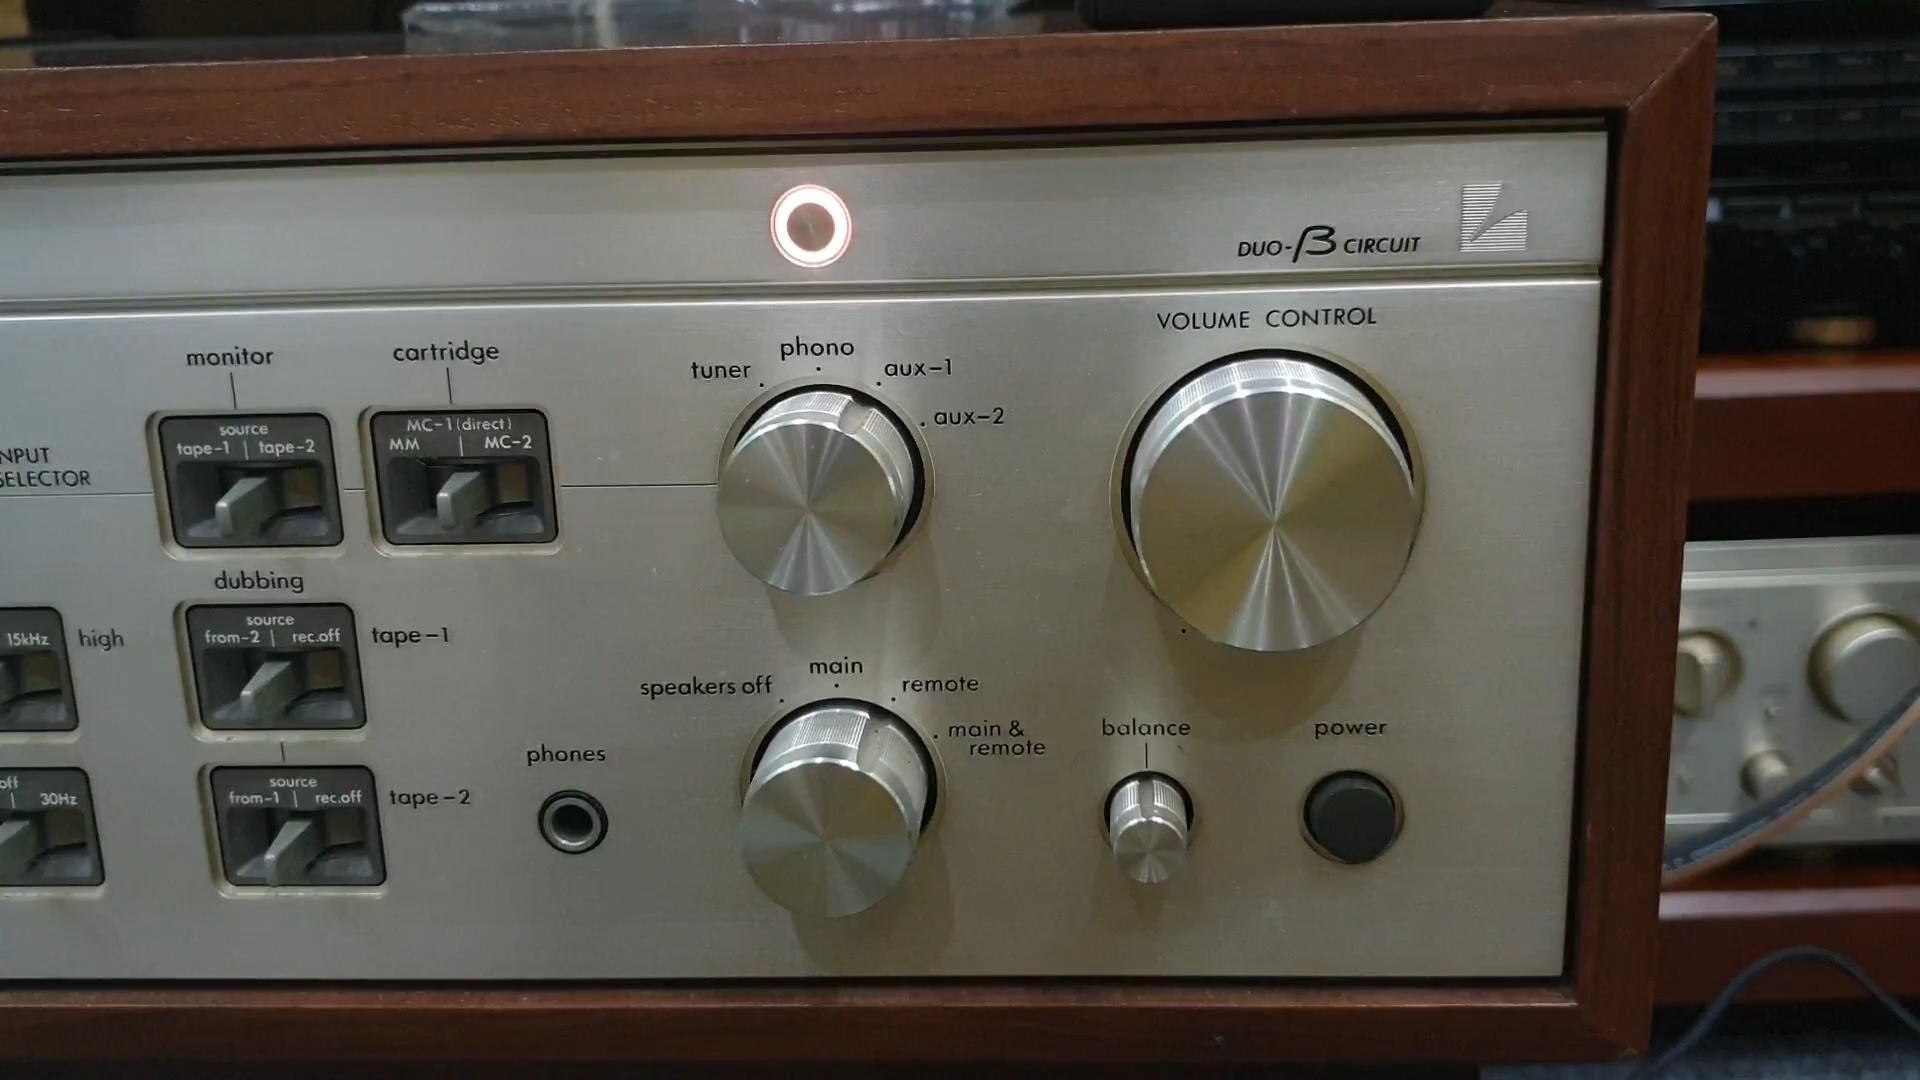 DUO-β CIRCUIT
VOLUME CONTROL
monitor
cartridge
tuner
phono
aux-1
aux-2
source
tape-1 | tape-2
MC-1(direct)
MM | MC-2
NPUT
SELECTOR
dubbing
source
from-2 | rec.off
tape-1
15kHz
high
speakers off
main
remote
main &
remote
balance
power
phones
source
from-1 | rec.off
tape-2
off
| 30Hz